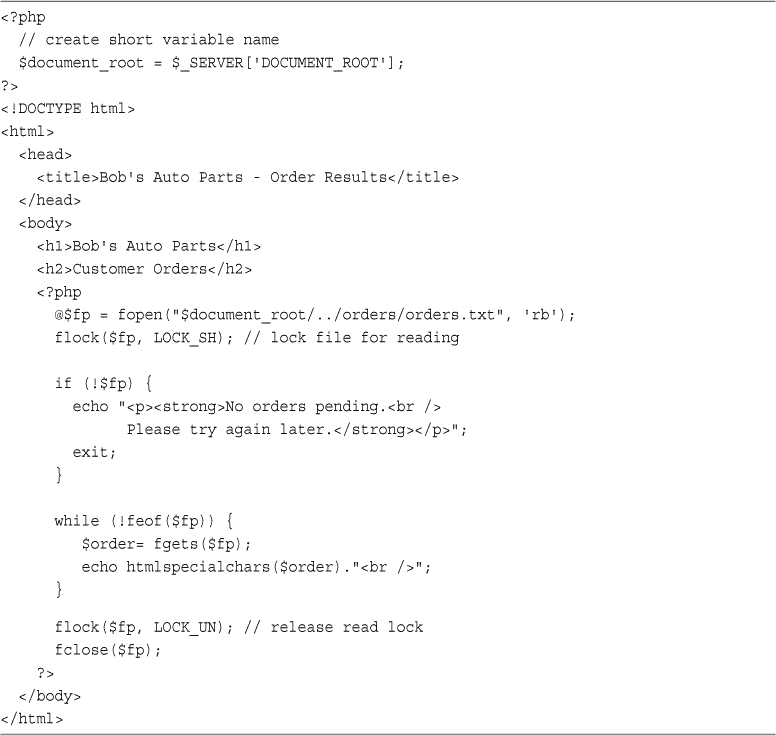 <?php
  // create short variable name
  $document_root = $_SERVER['DOCUMENT_ROOT'];
?>
<!DOCTYPE html>
<html>
  <head>
    <title>Bob's Auto Parts - Order Results</title>
  </head>
  <body>
    <h1>Bob's Auto Parts</h1>
    <h2>Customer Orders</h2>
    <?php
      @$fp = fopen("$document_root/../orders/orders.txt", 'rb');
      flock($fp, LOCK_SH); // lock file for reading

      if (!$fp) {
        echo "<p><strong>No orders pending.<br />
              Please try again later.</strong></p>";
        exit;
      }

      while (!feof($fp)) {
         $order= fgets($fp);
         echo htmlspecialchars($order)."<br />";
      }

      flock($fp, LOCK_UN); // release read lock
      fclose($fp);
    ?>
  </body>
</html>